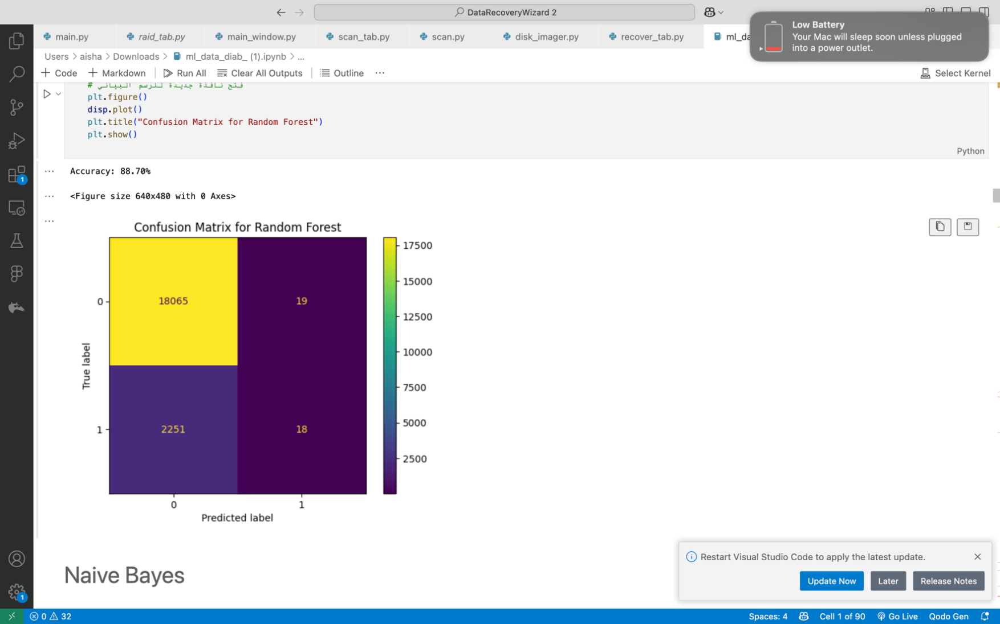 DataRecoveryWizard 2
Low Battery
Your Mac will sleep soon unless plugged
into a power outlet.
main.py
raid_tab.py
main_window.py
scan_tab.py
scan.py
disk_imager.py
recover_tab.py
ml_da
Users > aisha > Downloads > ml_data_diab_ (1).ipynb > ...
+ Code + Markdown Run All Clear All Outputs Outline ...
Select Kernel
# فتح نافذة جديدة للرسم البياني
plt.figure()
disp.plot()
plt.title("Confusion Matrix for Random Forest")
plt.show()
Python
... Accuracy: 88.70%
... <Figure size 640x480 with 0 Axes>
...
Confusion Matrix for Random Forest
17500
15000
12500
10000
7500
5000
2500
0
18065
19
True label
1
2251
18
0
1
Predicted label
Naive Bayes
Restart Visual Studio Code to apply the latest update.
Update Now
Later
Release Notes
1
1
0
32
Spaces: 4
Cell 1 of 90
Go Live
Qodo Gen